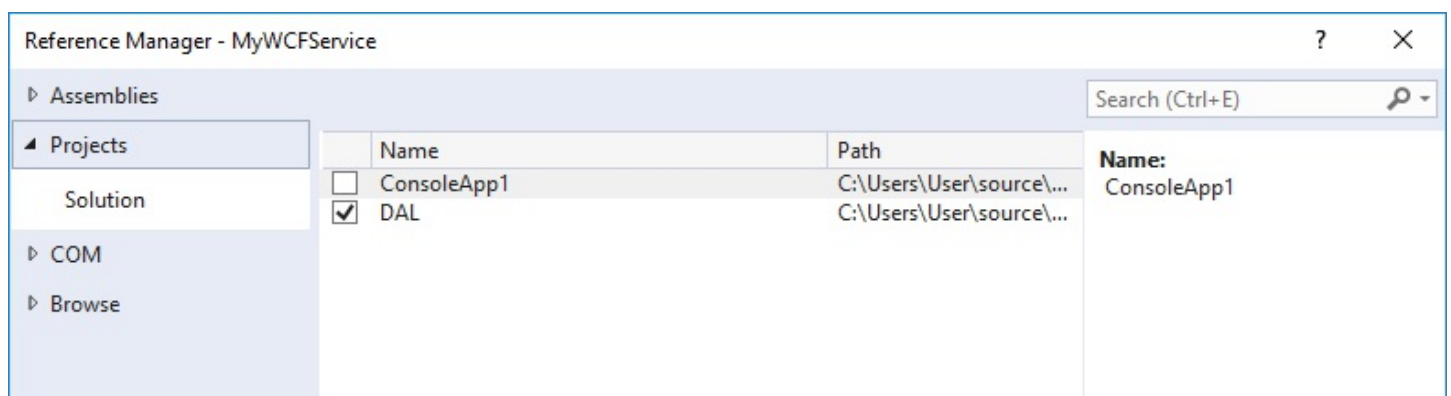 Reference Manager - MyWCFService ? ×
Assemblies
Search (Ctrl+E)
Projects
Solution
COM
Browse
Name Path
ConsoleApp1 C:\Users\User\source\...
DAL C:\Users\User\source\...
Name:
ConsoleApp1